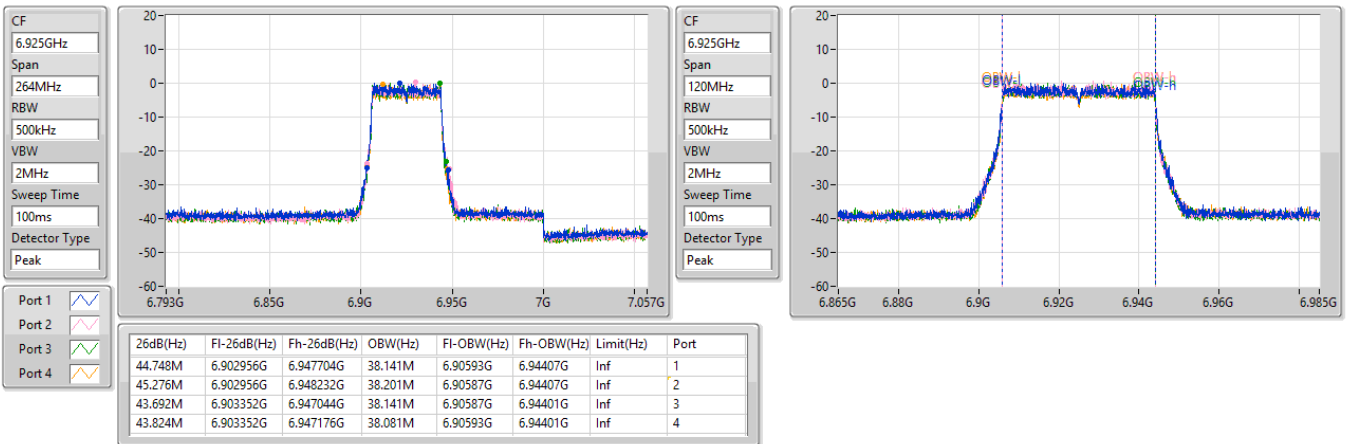 CF
6.925GHz
Span
264MHz
RBW
500kHz
VBW
2MHz
Sweep Time
100ms
Detector Type
Peak
20
10
0
-10
-20
-30
-40
-50
-60
6.793G 6.85G 6.9G 6.95G 7G 7.057G
CF
6.925GHz
Span
120MHz
RBW
500kHz
VBW
2MHz
Sweep Time
100ms
Detector Type
Peak
20
10
0
-10
-20
-30
-40
-50
-60
OBW-l
OBW-h
OBW-h
6.865G 6.88G 6.9G 6.92G 6.94G 6.96G 6.985G
Port 1
Port 2
Port 3
Port 4
26dB(Hz) Fl-26dB(Hz) Fh-26dB(Hz) OBW(Hz) Fl-OBW(Hz) Fh-OBW(Hz) Limit(Hz) Port
44.748M 6.902956G 6.947704G 38.141M 6.90593G 6.94407G Inf 1
45.276M 6.902956G 6.948232G 38.201M 6.90587G 6.94407G Inf 2
43.692M 6.903352G 6.947044G 38.141M 6.90587G 6.94401G Inf 3
43.824M 6.903352G 6.947176G 38.081M 6.90593G 6.94401G Inf 4